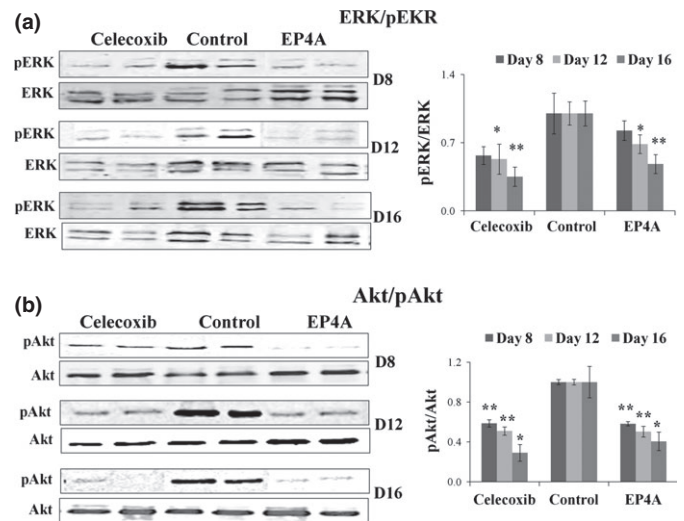 (a)
ERK/pEKR
Celecoxib Control EP4A
pERK
D8
ERK
pERK
D12
ERK
pERK
D16
ERK
Day 8 Day 12 Day 16
pERK/ERK
1.4
0.7
0
* ** * **
Celecoxib Control EP4A
(b)
Akt/pAkt
Celecoxib Control EP4A
pAkt
D8
Akt
pAkt
D12
Akt
pAkt
D16
Akt
Day 8 Day 12 Day 16
pAkt/Akt
1.2
0.8
0.4
0
** ** * ** ** *
Celecoxib Control EP4A